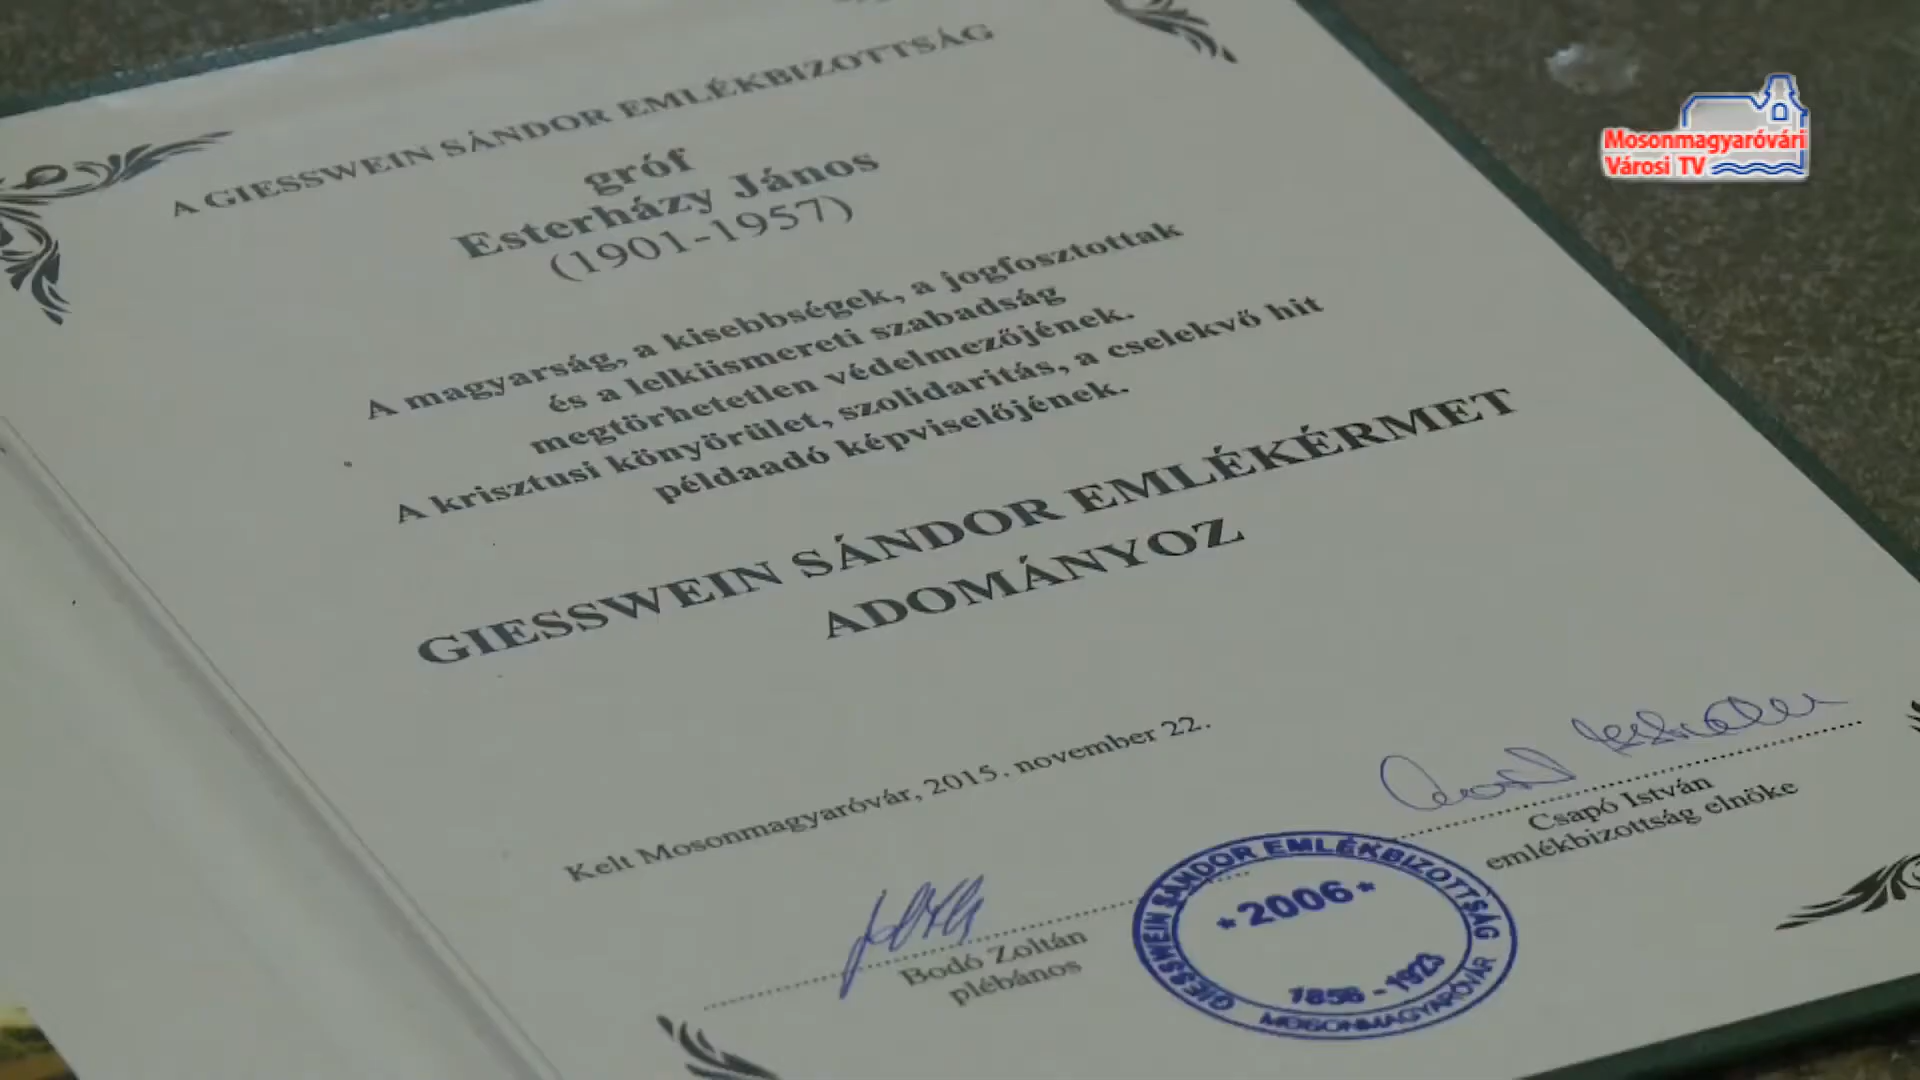 A GIESSWEIN SÁNDOR EMLÉKBIZOTTSÁG
gróf
Esterházy János
(1901-1957)
A magyarság, a kisebbségek, a jogfosztottak
és a lelkiismereti szabadság
megtörhetetlen védelmezőjének.
A krisztusi könyörület, szolidaritás, a cselekvő hit
példaadó képviselőjének.
GIESSWEIN SÁNDOR EMLÉKÉRMET
ADOMÁNYOZ
Kelt Mosonmagyaróvár, 2015. november 22.
Csapó István
emlékbizottság elnöke
Bodó Zoltán
plébános
GIESSWEIN SÁNDOR EMLÉKBIZOTTSÁG
* 2006 *
1856 - 1923
MOSONMAGYARÓVÁR
Mosonmagyaróvári
Városi TV